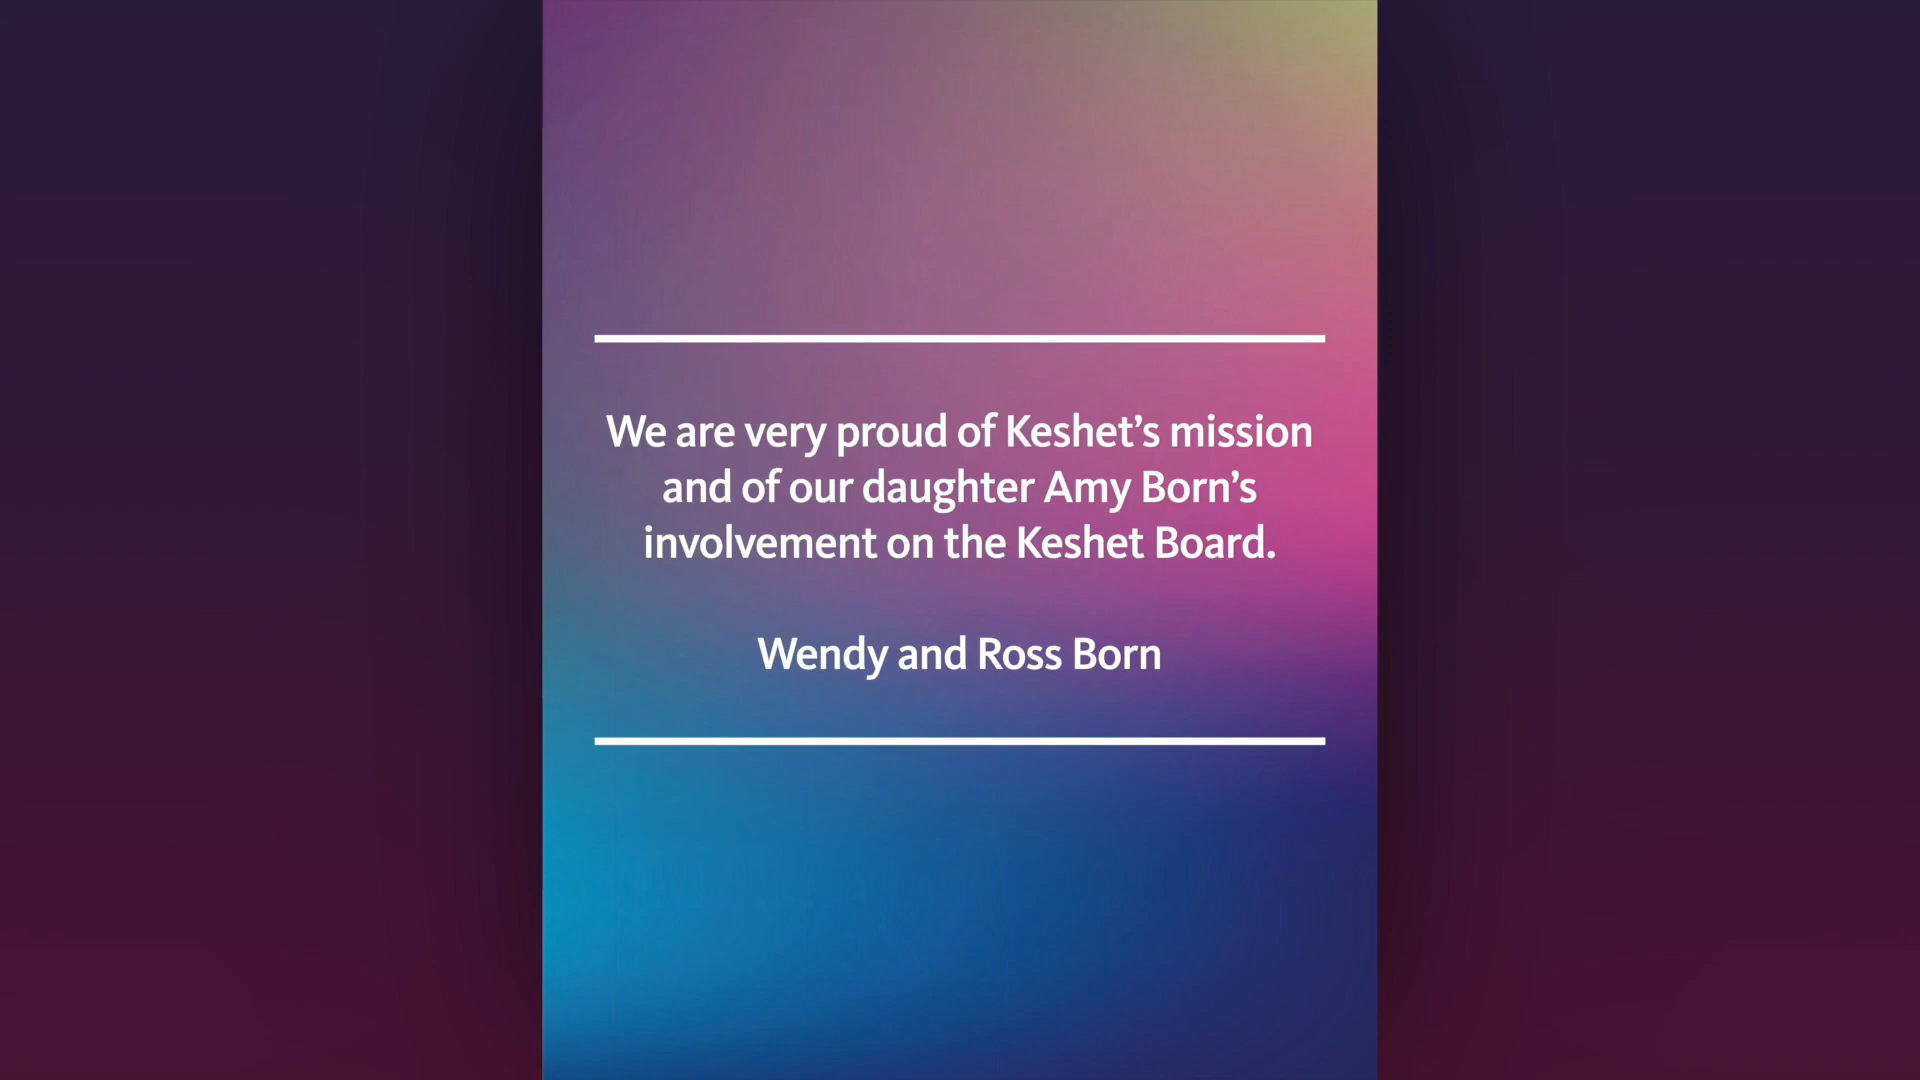 We are very proud of Keshet’s mission
and of our daughter Amy Born’s
involvement on the Keshet Board.
Wendy and Ross Born